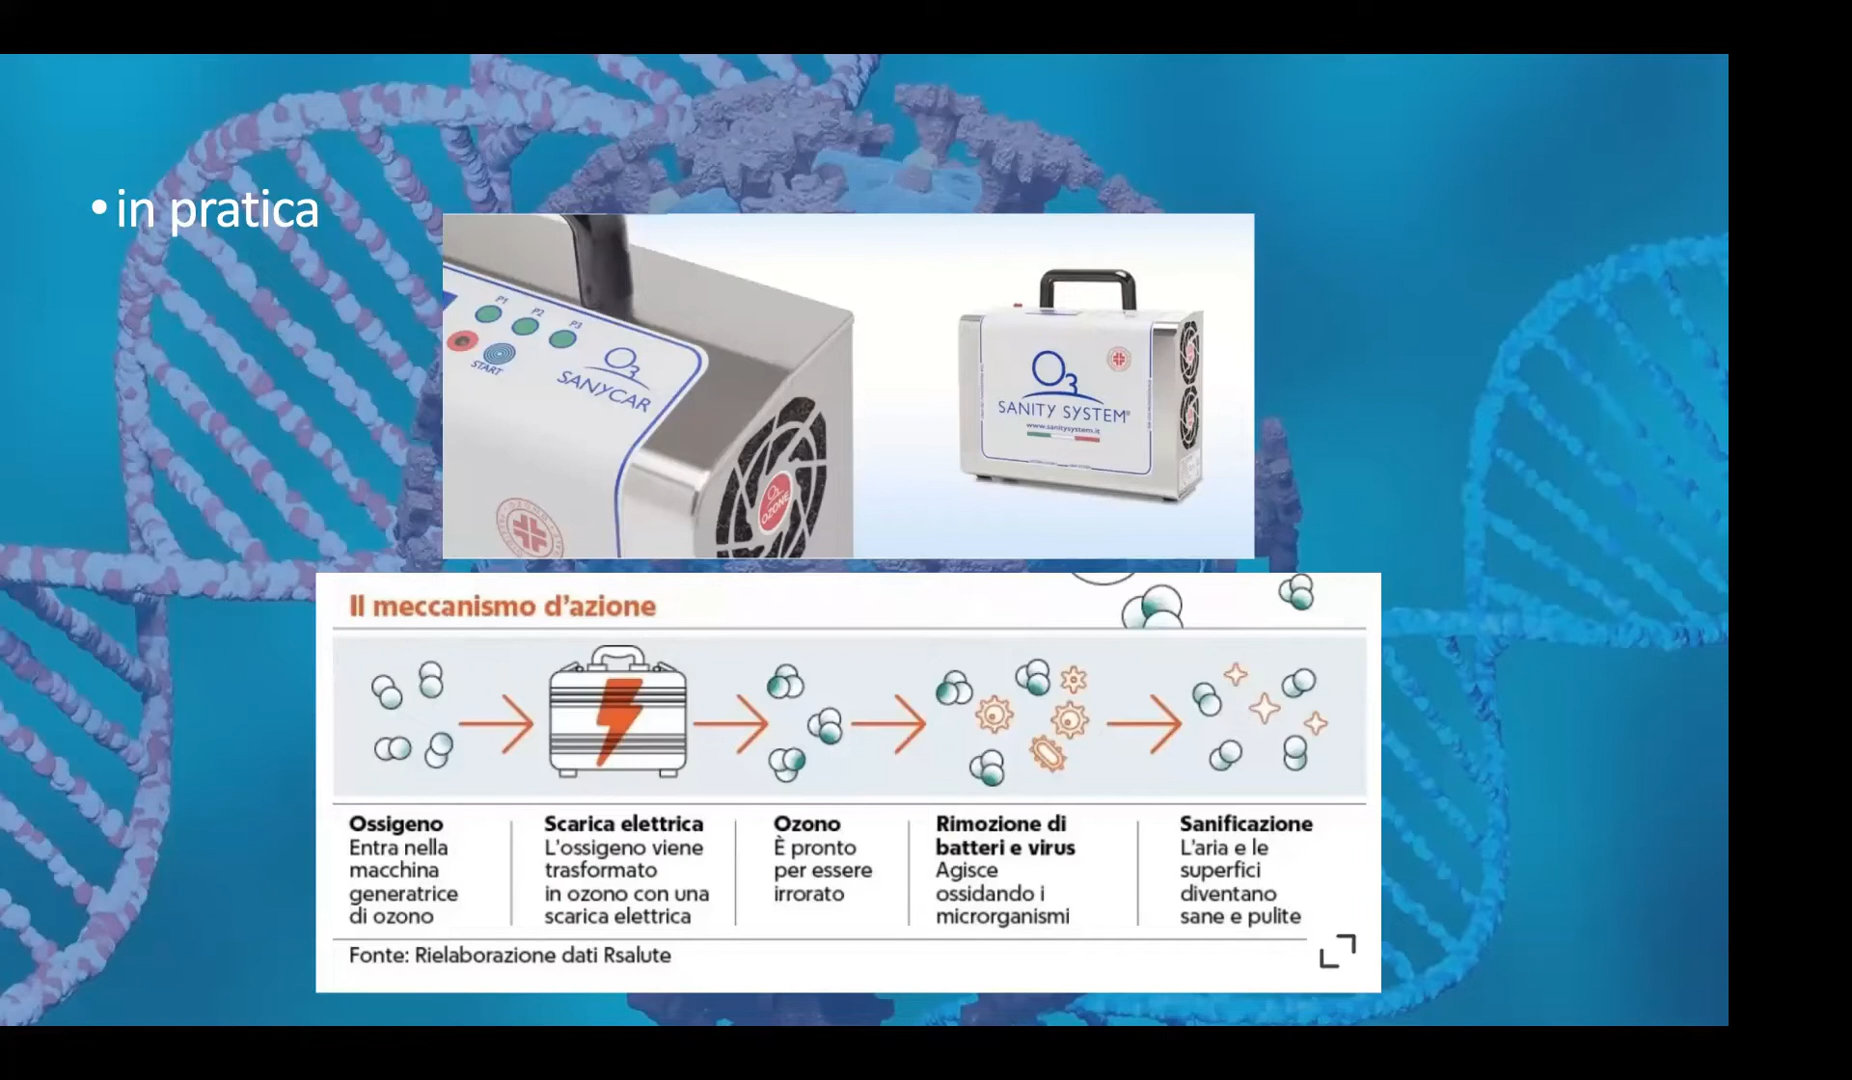 • in pratica
P1
P2
P3
START
O3
SANYCAR
O3
OZONE
O3
SANITY SYSTEM®
www.sanitysystem.it
Il meccanismo d'azione
Ossigeno
Entra nella
macchina
generatrice
di ozono
Scarica elettrica
L'ossigeno viene
trasformato
in ozono con una
scarica elettrica
Ozono
È pronto
per essere
irrorato
Rimozione di
batteri e virus
Agisce
ossidando i
microrganismi
Sanificazione
L'aria e le
superfici
diventano
sane e pulite
Fonte: Rielaborazione dati Rsalute